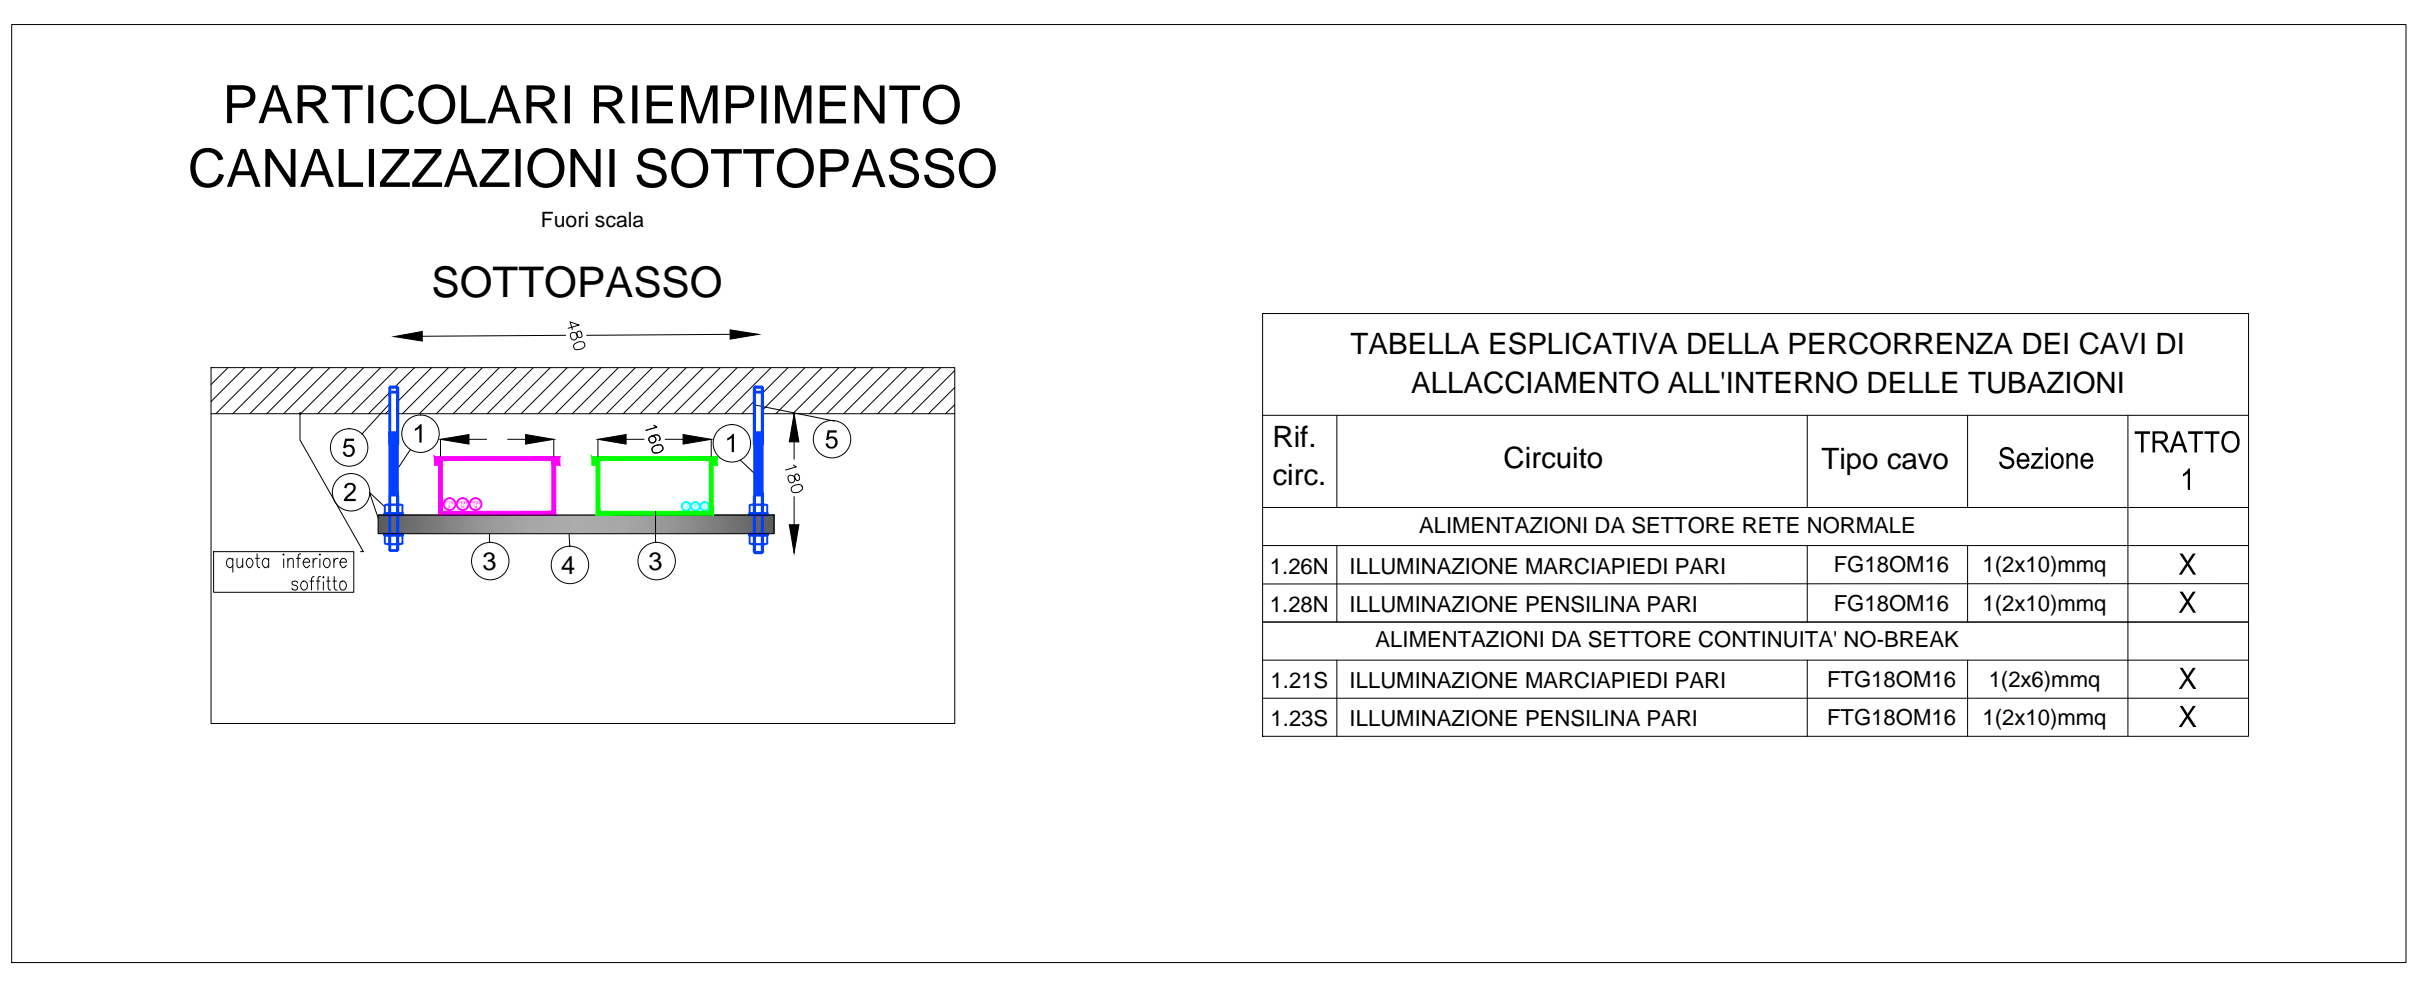 PARTICOLARI RIEMPIMENTO
CANALIZZAZIONI SOTTOPASSO
Fuori scala
SOTTOPASSO
480
5
1
160
1
5
180
2
3
4
3
quota inferiore
soffitto
TABELLA ESPLICATIVA DELLA PERCORRENZA DEI CAVI DI
ALLACCIAMENTO ALL'INTERNO DELLE TUBAZIONI
Rif. circ. Circuito Tipo cavo Sezione TRATTO 1
ALIMENTAZIONI DA SETTORE RETE NORMALE
1.26N ILLUMINAZIONE MARCIAPIEDI PARI FG18OM16 1(2x10)mmq X
1.28N ILLUMINAZIONE PENSILINA PARI FG18OM16 1(2x10)mmq X
ALIMENTAZIONI DA SETTORE CONTINUITA' NO-BREAK
1.21S ILLUMINAZIONE MARCIAPIEDI PARI FTG18OM16 1(2x6)mmq X
1.23S ILLUMINAZIONE PENSILINA PARI FTG18OM16 1(2x10)mmq X